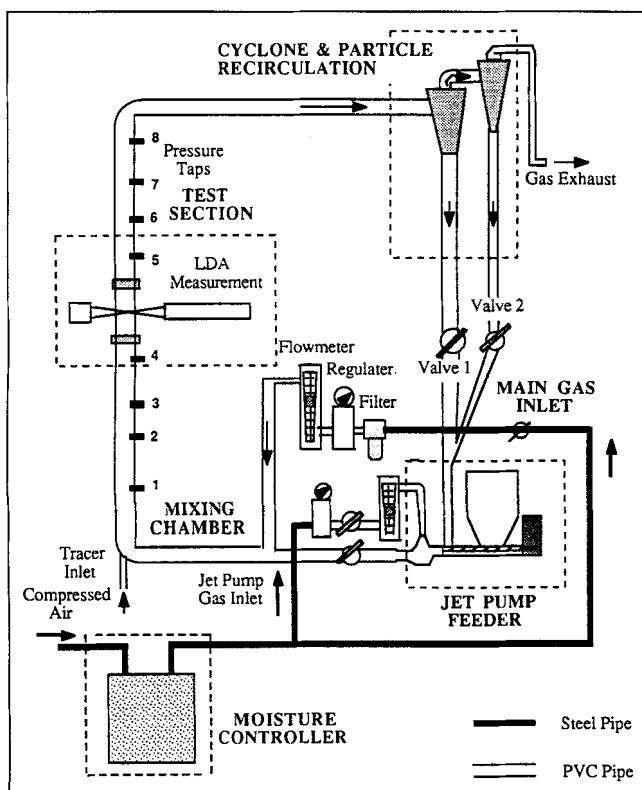 CYCLONE & PARTICLE
RECIRCULATION
8
Pressure
Taps
7
TEST
SECTION
6
Gas Exhaust
5
LDA
Measurement
Valve 2
Flowmeter
4
Regulater.
Valve 1
Filter
MAIN GAS
INLET
3
2
1
MIXING
CHAMBER
Tracer
Inlet
Compressed
Air
Jet Pump
Gas Inlet
JET PUMP
FEEDER
MOISTURE
CONTROLLER
Steel Pipe
PVC Pipe